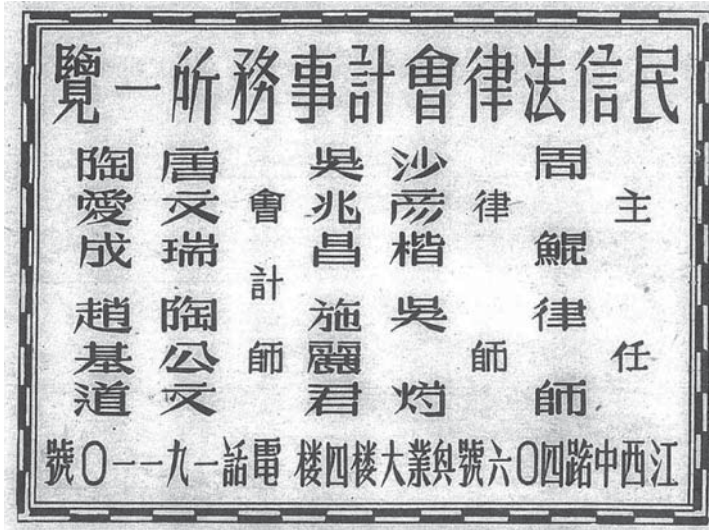 民信法律會計事務所一覽
主任
周鯤律師
律師
沙彥楷 吳灼
吳兆昌 施麗君
會計師
唐文瑞 陶公文
陶愛成 趙基道
江西中路四〇六號興業大楼四楼 電話一九一一〇號